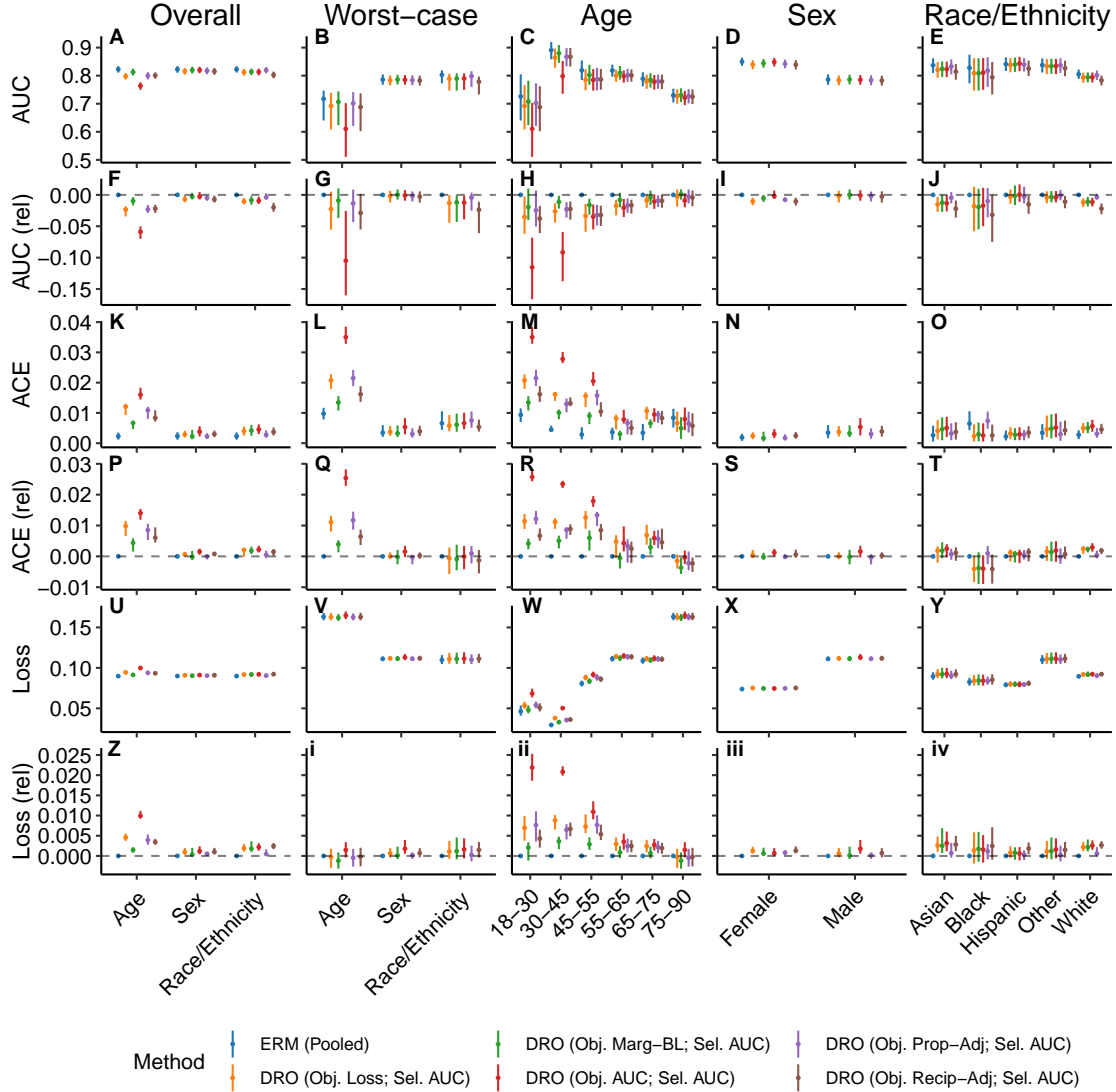 Overall Worst−case Age Sex Race/Ethnicity
A B C D E
AUC
0.9
0.8
0.7
0.6
0.5
F G H I J
AUC (rel)
0.00
−0.05
−0.10
−0.15
K L M N O
ACE
0.04
0.03
0.02
0.01
0.00
P Q R S T
ACE (rel)
0.03
0.02
0.01
0.00
−0.01
U V W X Y
Loss
0.15
0.10
0.05
Z i ii iii iv
Loss (rel)
0.025
0.020
0.015
0.010
0.005
0.000
Age Sex Race/Ethnicity
Age Sex Race/Ethnicity
18−30 30−45 45−55 55−65 65−75 75−90
Female Male
Asian Black Hispanic Other White
Method
ERM (Pooled) DRO (Obj. Marg−BL; Sel. AUC) DRO (Obj. Prop−Adj; Sel. AUC)
DRO (Obj. Loss; Sel. AUC) DRO (Obj. AUC; Sel. AUC) DRO (Obj. Recip−Adj; Sel. AUC)